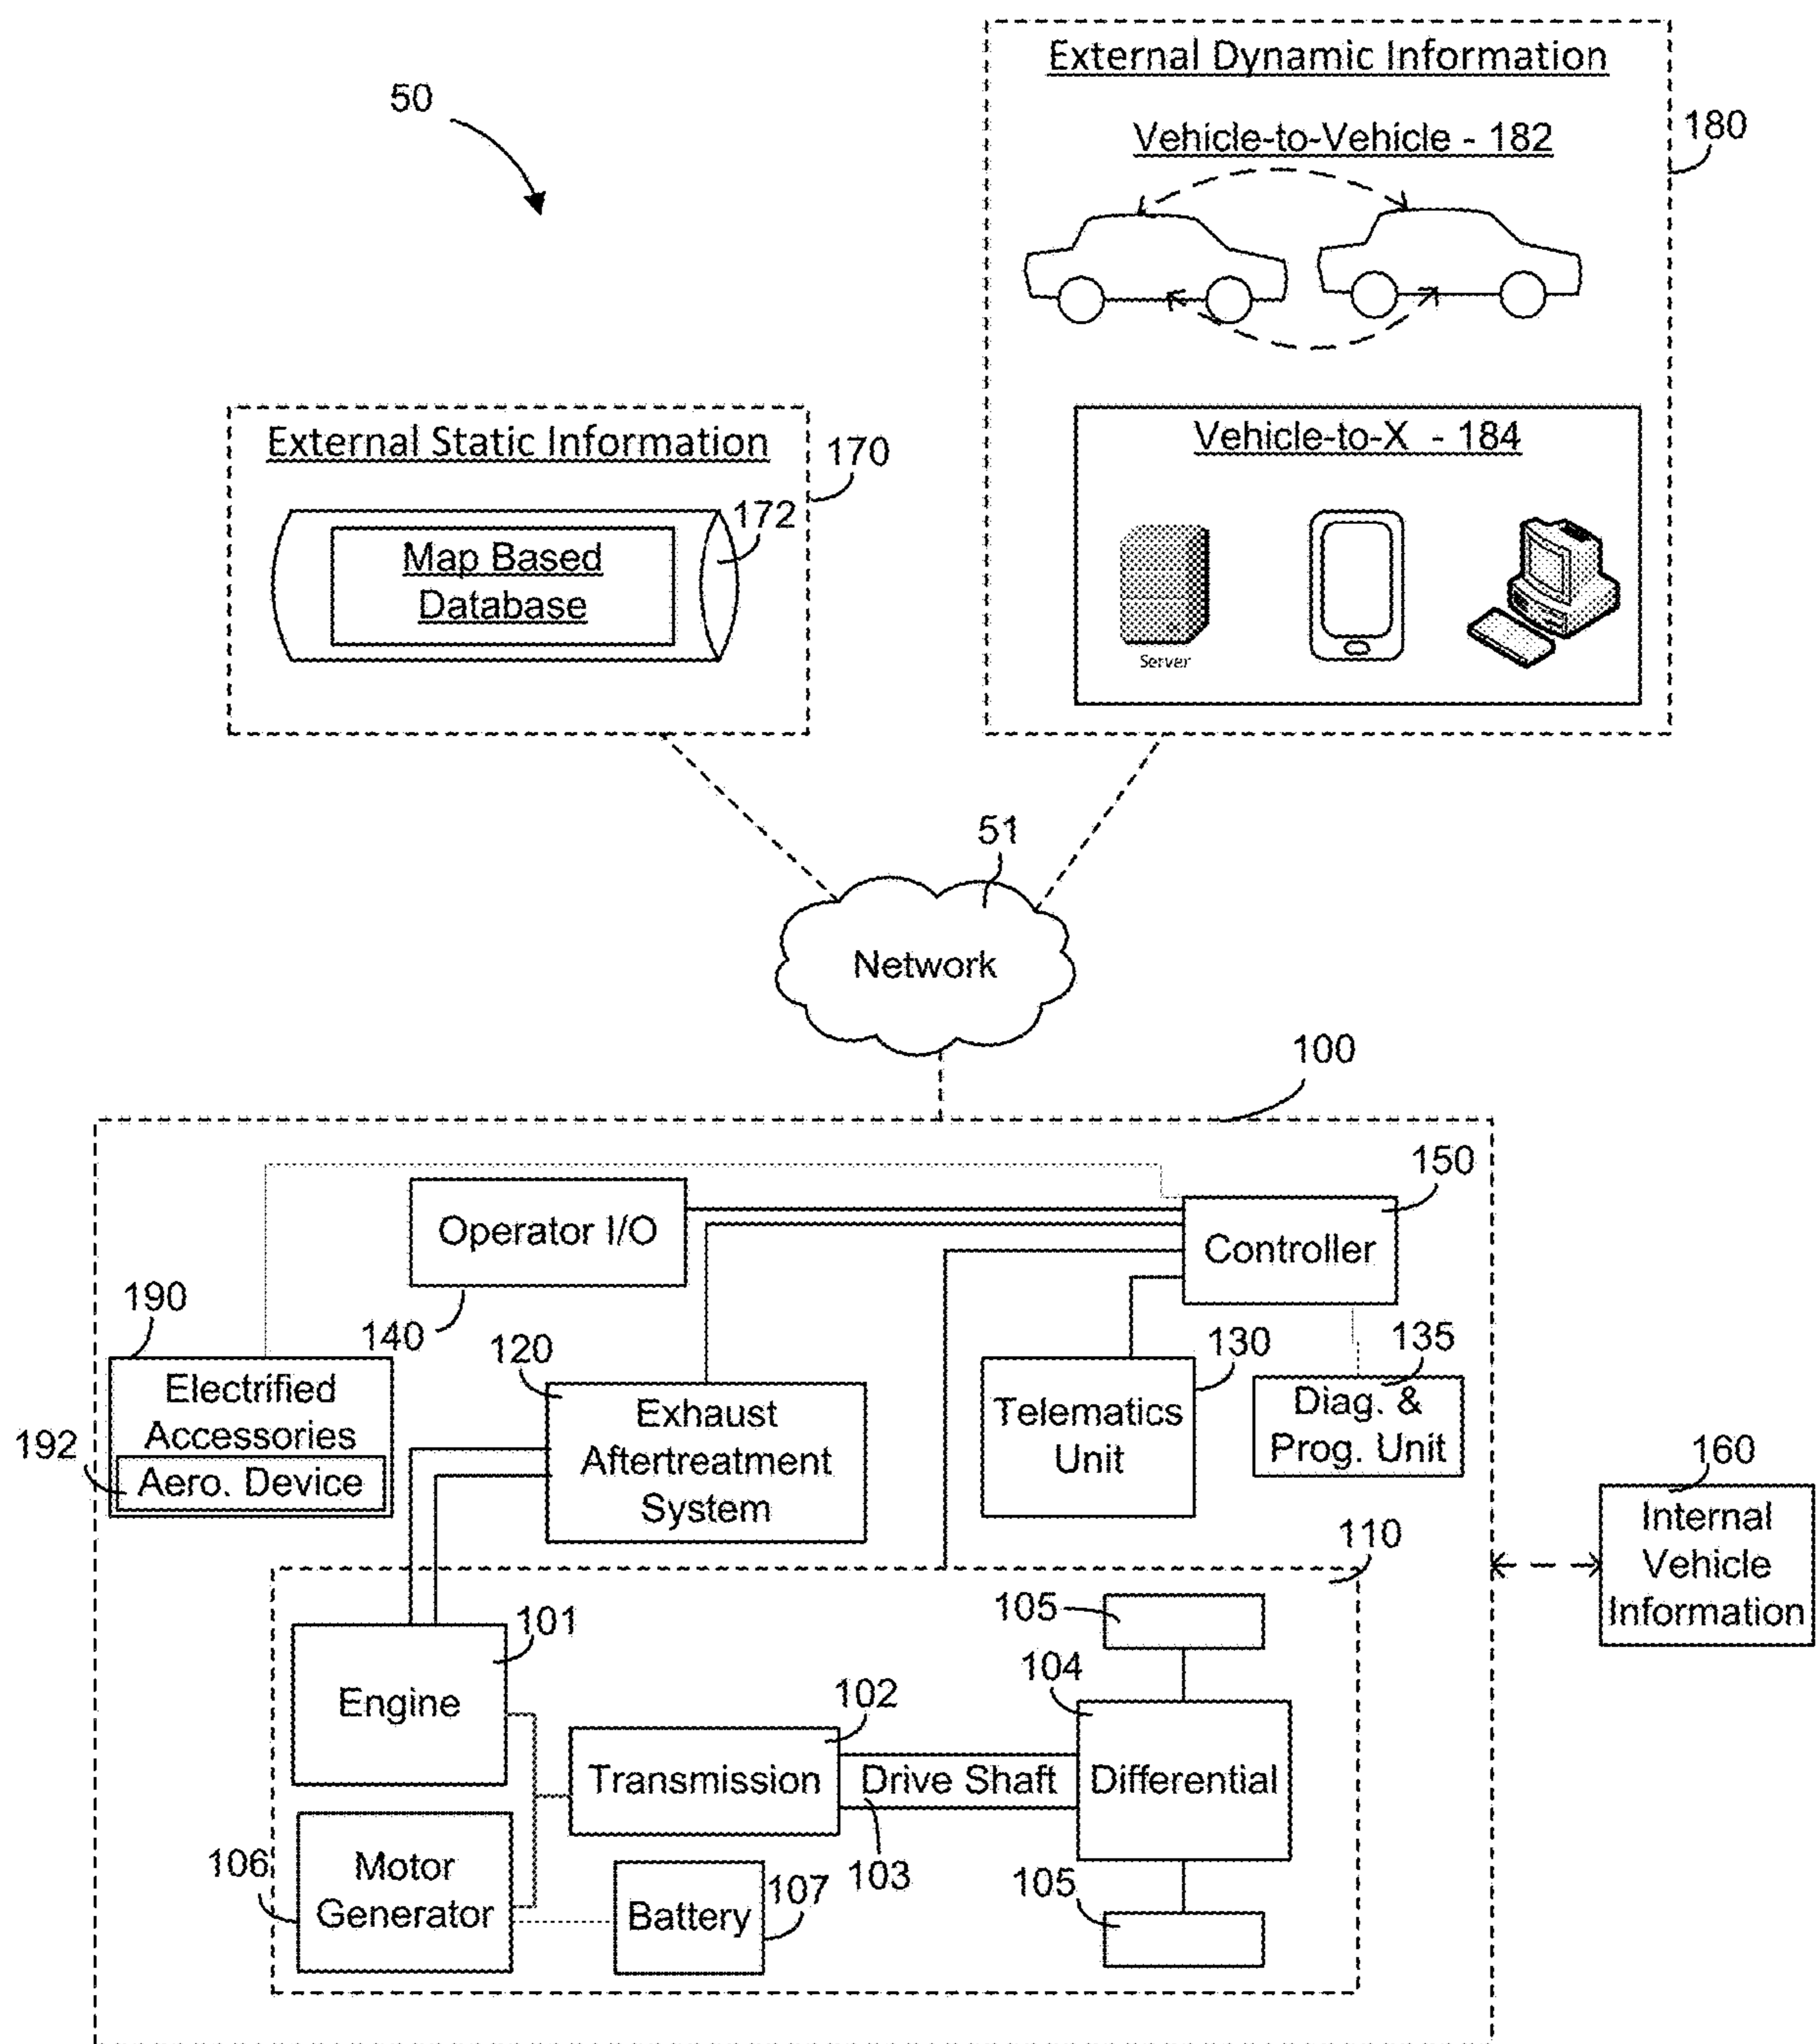 External Dynamic Information
50
180
Vehicle-to-Vehicle - 182
External Static Information
170
Vehicle-to-X - 184
172
Map Based
Database
Server
51
Network
100
150
Operator I/O
Controller
190
140
120
130
135
Electrified
Accessories
192
Aero. Device
Exhaust
Aftertreatment
System
Telematics
Unit
Diag. &
Prog. Unit
160
Internal
Vehicle
Information
110
101
105
Engine
104
102
Transmission
Drive Shaft
Differential
103
106
Motor
Generator
107
Battery
105